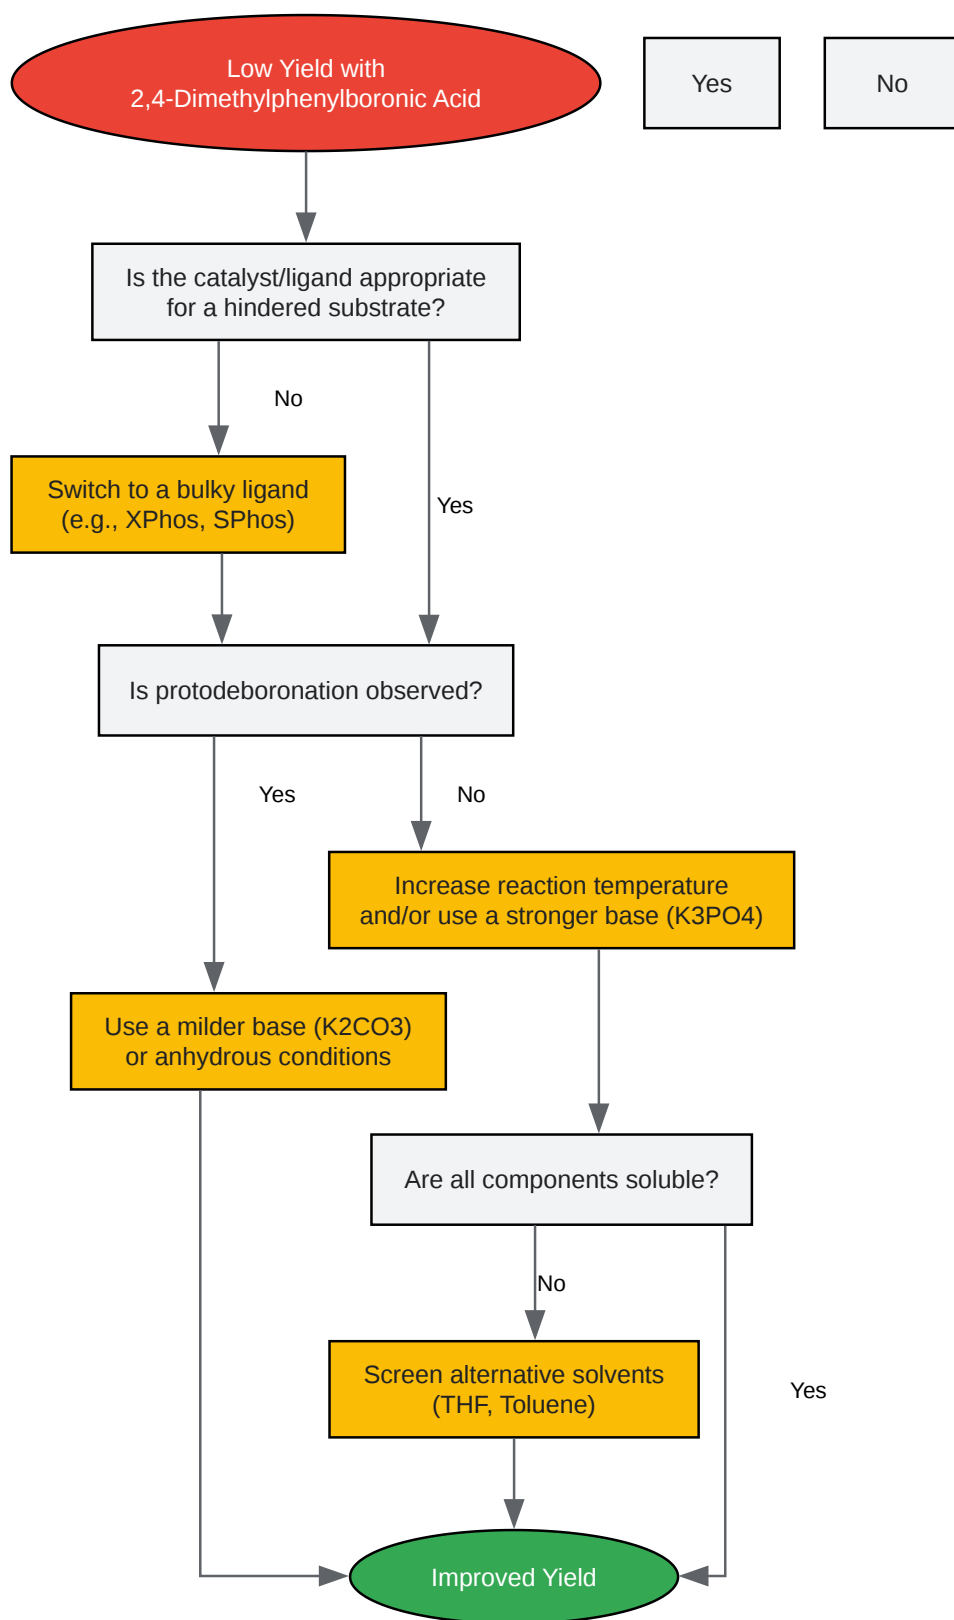 Low Yield with
2,4-Dimethylphenylboronic Acid
Yes
No
Is the catalyst/ligand appropriate
for a hindered substrate?
No
Switch to a bulky ligand
(e.g., XPhos, SPhos)
Yes
Is protodeboronation observed?
Yes
No
Increase reaction temperature
and/or use a stronger base (K3PO4)
Use a milder base (K2CO3)
or anhydrous conditions
Are all components soluble?
No
Screen alternative solvents
(THF, Toluene)
Yes
Improved Yield